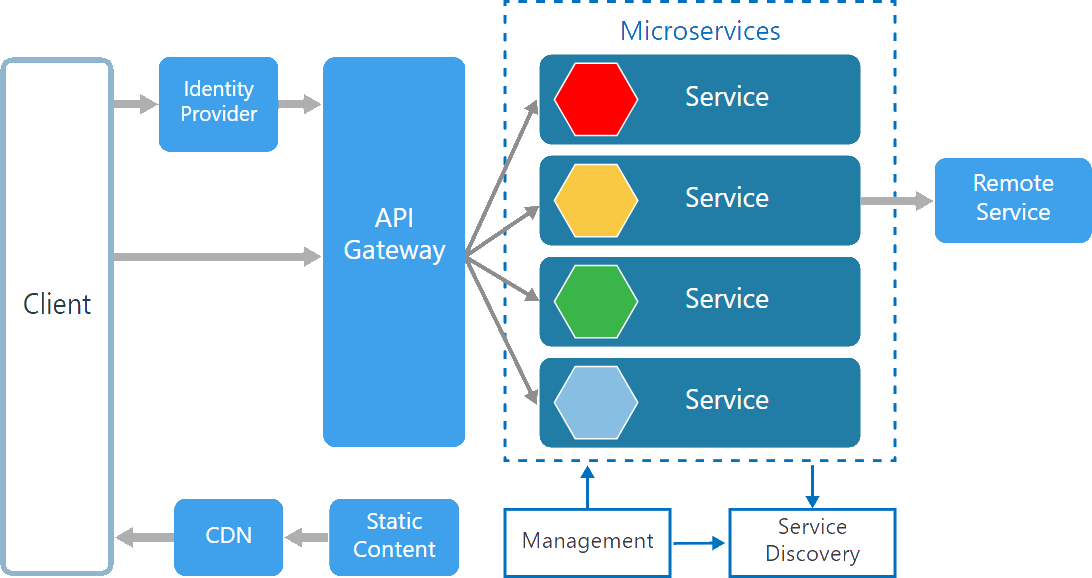 Microservices
Identity
Provider
Service
API
Gateway
Service
Remote
Service
Client
Service
Service
CDN
Static
Content
Management
Service
Discovery